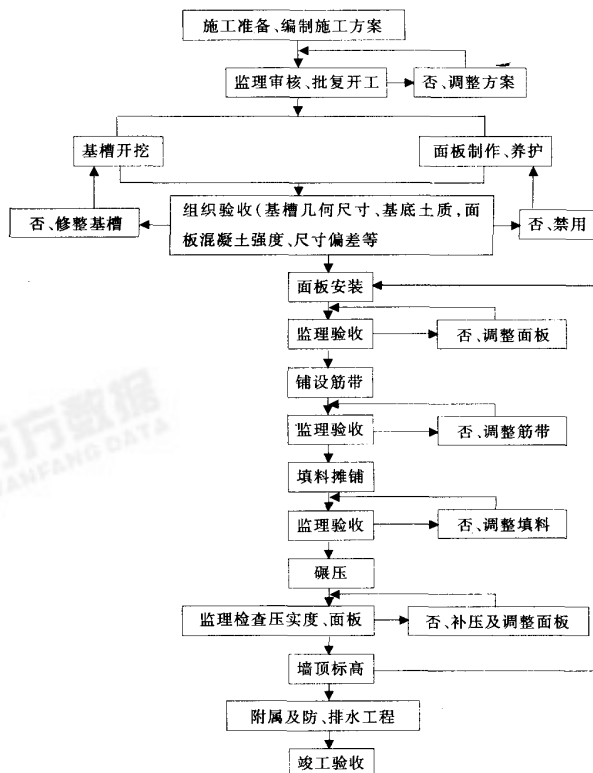 施工准备、编制施工方案
监理审核、批复开工
否、调整方案
基槽开挖
面板制作、养护
否、修整基槽
组织验收(基槽几何尺寸、基底土质,面
板混凝土强度、尺寸偏差等
否、禁用
面板安装
监理验收
否、调整面板
铺设筋带
监理验收
否、调整筋带
填料摊铺
监理验收
否、调整填料
碾压
监理检查压实度、面板
否、补压及调整面板
墙顶标高
附属及防、排水工程
竣工验收
万方数据
WANFANG DATA